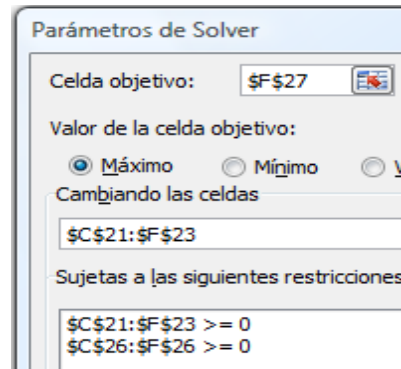 Parámetros de Solver
Celda objetivo: $F$27
Valor de la celda objetivo:
Máximo Mínimo
Cambiando las celdas
$C$21:$F$23
Sujetas a las siguientes restricciones
$C$21:$F$23 >= 0
$C$26:$F$26 >= 0